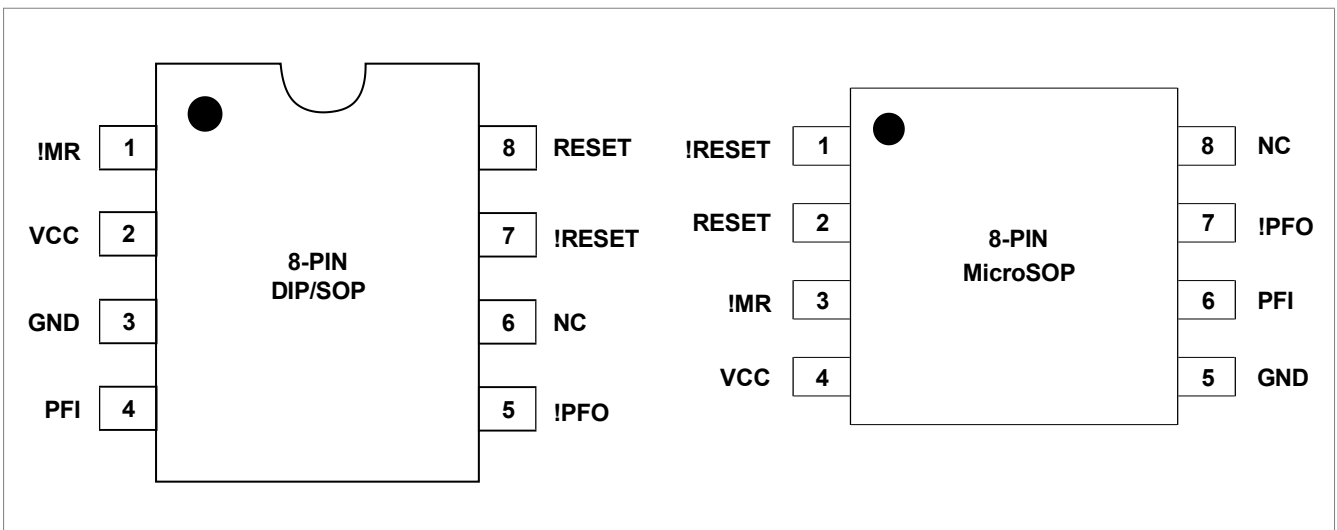 !MR 1
8 RESET
VCC 2
7 !RESET
GND 3
6 NC
PFI 4
5 !PFO
8-PIN
DIP/SOP
!RESET 1
8 NC
RESET 2
7 !PFO
!MR 3
6 PFI
VCC 4
5 GND
8-PIN
MicroSOP